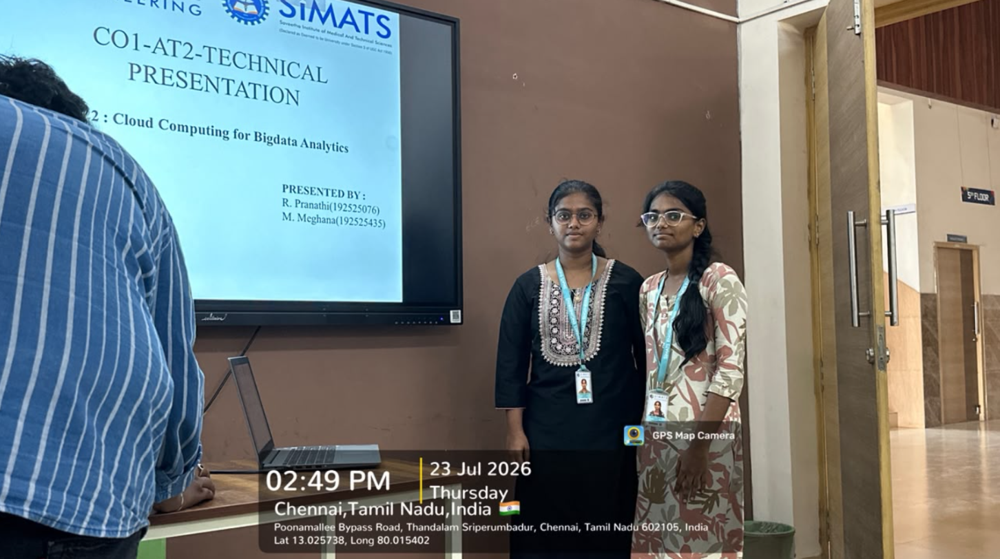 EERING
SIMATS
Saveetha Institute of Medical And Technical Sciences
(Declared as Deemed to be University under Section 3 of UGC Act 1956)
CO1-AT2-TECHNICAL
PRESENTATION
2 : Cloud Computing for Bigdata Analytics
PRESENTED BY :
R. Pranathi(192525076)
M. Meghana(192525435)
5th FLOOR
SIMATS
GPS Map Camera
02:49 PM
23 Jul 2026
Thursday
Chennai,Tamil Nadu,India
Poonamallee Bypass Road, Thandalam Sriperumbadur, Chennai, Tamil Nadu 602105, India
Lat 13.025738, Long 80.015402